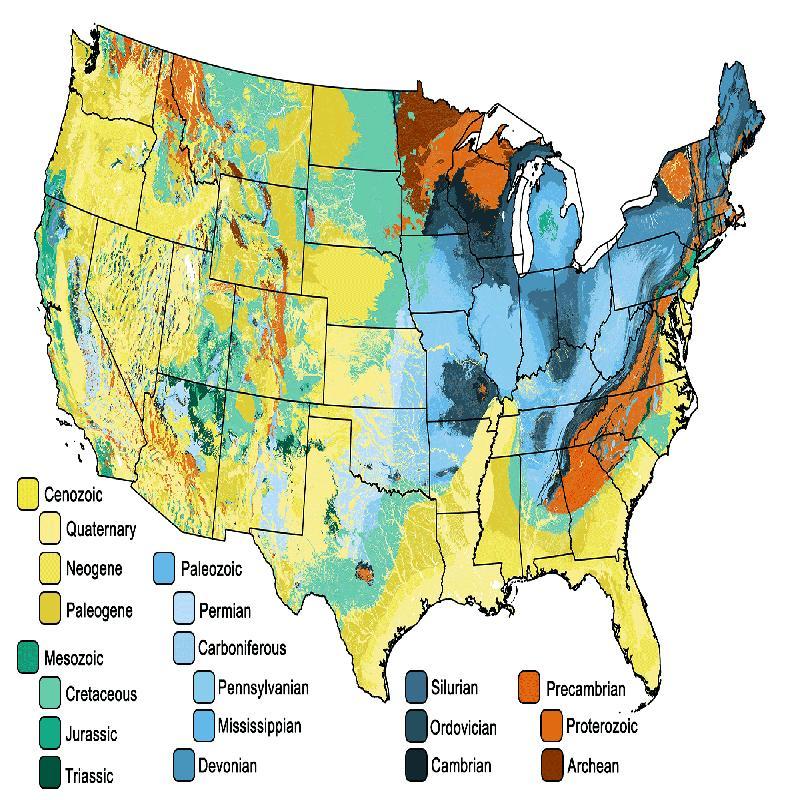 Cenozoic
Quaternary
Neogene
Paleogene
Mesozoic
Cretaceous
Jurassic
Triassic
Paleozoic
Permian
Carboniferous
Pennsylvanian
Mississippian
Devonian
Silurian
Ordovician
Cambrian
Precambrian
Proterozoic
Archean